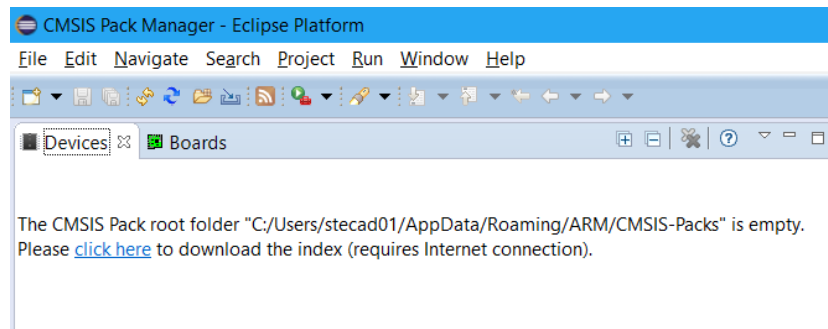 CMSIS Pack Manager - Eclipse Platform
File Edit Navigate Search Project Run Window Help
Devices Boards
The CMSIS Pack root folder "C:/Users/stecad01/AppData/Roaming/ARM/CMSIS-Packs" is empty.
Please click here to download the index (requires Internet connection).